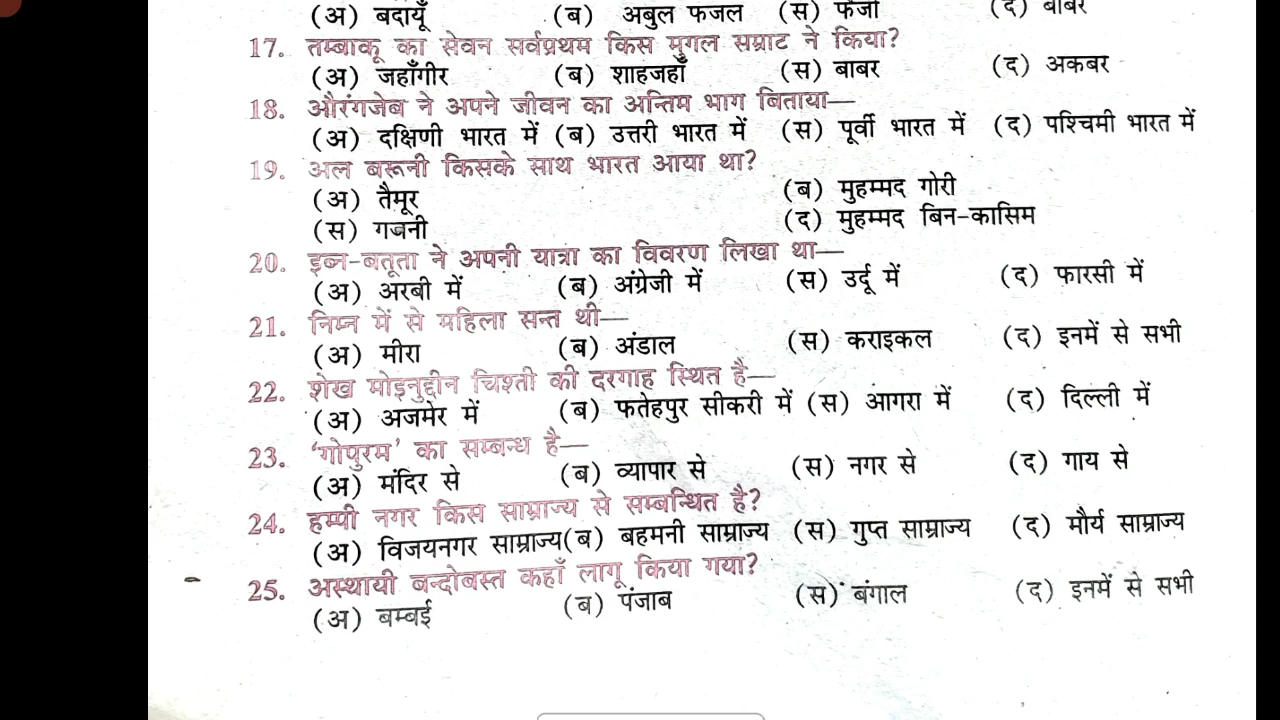 (अ) बदायूँ (ब) अबुल फजल (स) फैजी (द) बाबर
17. तम्बाकू का सेवन सर्वप्रथम किस मुगल सम्राट ने किया?
(अ) जहाँगीर (ब) शाहजहाँ (स) बाबर (द) अकबर
18. औरंगजेब ने अपने जीवन का अन्तिम भाग बिताया—
(अ) दक्षिणी भारत में (ब) उत्तरी भारत में (स) पूर्वी भारत में (द) पश्चिमी भारत में
19. अल बरूनी किसके साथ भारत आया था?
(अ) तैमूर (ब) मुहम्मद गोरी
(स) गजनी (द) मुहम्मद बिन-कासिम
20. इब्न-बतूता ने अपनी यात्रा का विवरण लिखा था—
(अ) अरबी में (ब) अंग्रेजी में (स) उर्दू में (द) फारसी में
21. निम्न में से महिला सन्त थी—
(अ) मीरा (ब) अंडाल (स) कराइकल (द) इनमें से सभी
22. शेख मोइनुद्दीन चिश्ती की दरगाह स्थित है—
(अ) अजमेर में (ब) फतेहपुर सीकरी में (स) आगरा में (द) दिल्ली में
23. 'गोपुरम' का सम्बन्ध है—
(अ) मंदिर से (ब) व्यापार से (स) नगर से (द) गाय से
24. हम्पी नगर किस साम्राज्य से सम्बन्धित है?
(अ) विजयनगर साम्राज्य (ब) बहमनी साम्राज्य (स) गुप्त साम्राज्य (द) मौर्य साम्राज्य
25. अस्थायी बन्दोबस्त कहाँ लागू किया गया?
(अ) बम्बई (ब) पंजाब (स) बंगाल (द) इनमें से सभी